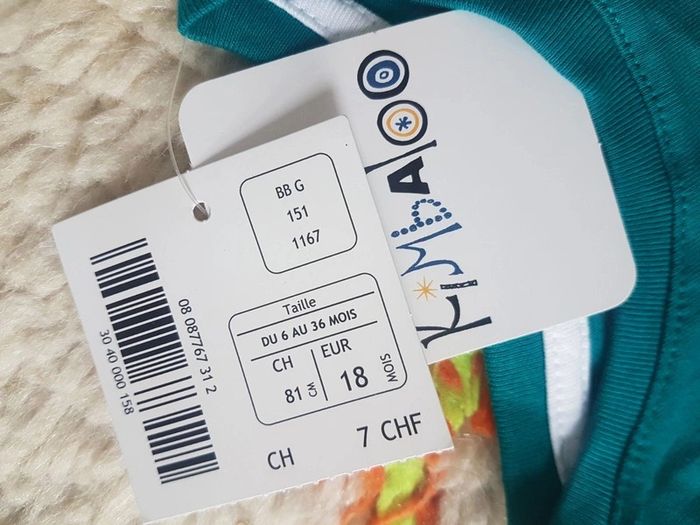 Kimbaloo
BB G
151
1167
Taille
DU 6 AU 36 MOIS
CH EUR
81 CM 18 MOIS
7 CHF
CH
08 087767 31 2
30 40 000 158